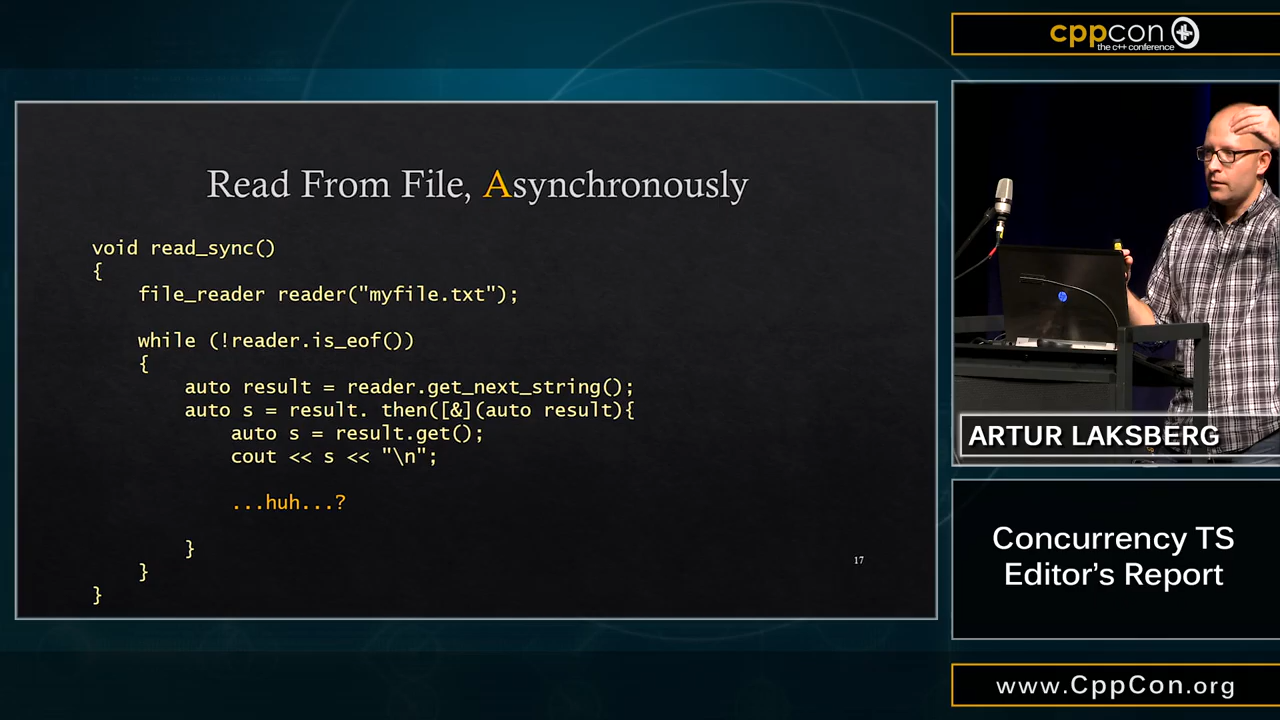 cppcon
the c++ conference
Read From File, Asynchronously
void read_sync()
{
    file_reader reader("myfile.txt");
    while (!reader.is_eof())
    {
        auto result = reader.get_next_string();
        auto s = result. then([&](auto result){
            auto s = result.get();
            cout << s << "\n";
            ...huh...?
        }
    }
}
17
ARTUR LAKSBERG
Concurrency TS
Editor's Report
www.CppCon.org